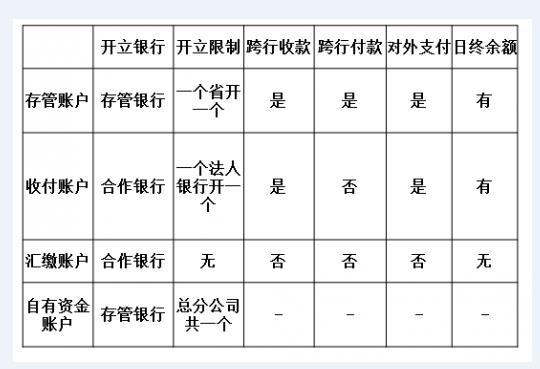 开立银行 开立限制 跨行收款 跨行付款 对外支付 日终余额
存管账户 存管银行 一个省开一个 是 是 是 有
收付账户 合作银行 一个法人银行开一个 是 否 是 有
汇缴账户 合作银行 无 否 否 否 无
自有资金账户 存管银行 总分公司共一个 － － － －